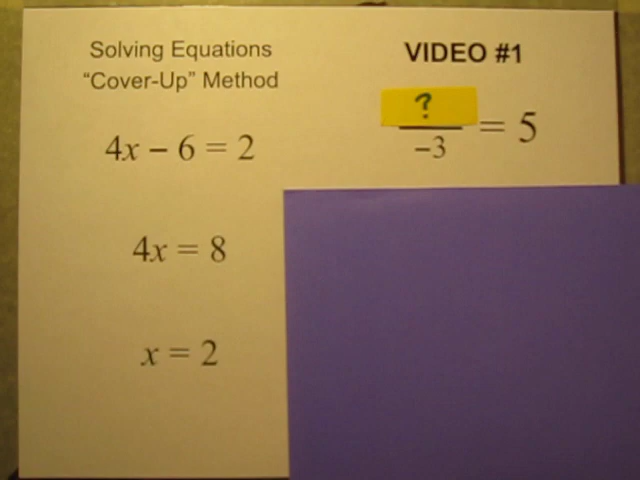 Solving Equations
“Cover-Up” Method
4x – 6 = 2
4x = 8
x = 2
VIDEO #1
?
–3
= 5